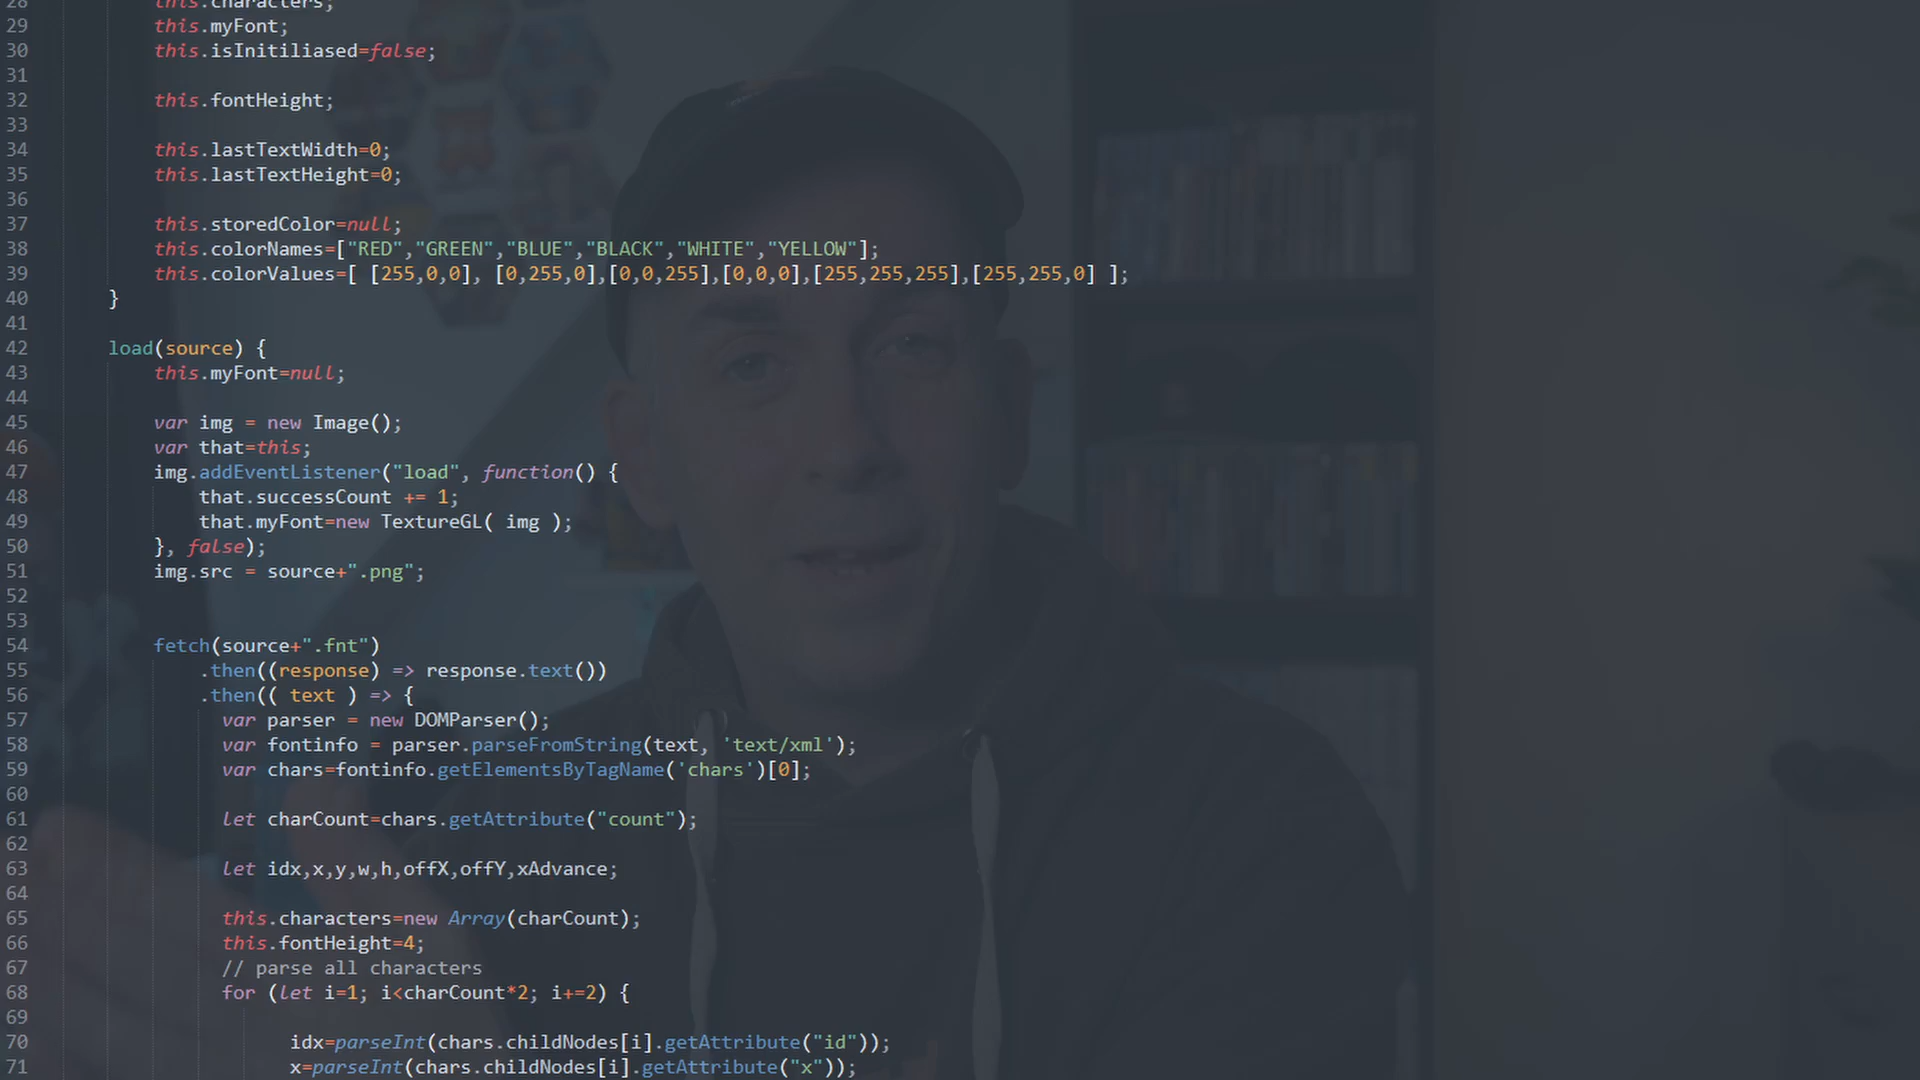 28 this.characters;
29 this.myFont;
30 this.isInitiliased=false;
31
32 this.fontHeight;
33
34 this.lastTextWidth=0;
35 this.lastTextHeight=0;
36
37 this.storedColor=null;
38 this.colorNames=["RED","GREEN","BLUE","BLACK","WHITE","YELLOW"];
39 this.colorValues=[ [255,0,0], [0,255,0],[0,0,255],[0,0,0],[255,255,255],[255,255,0] ];
40 }
41
42 load(source) {
43 this.myFont=null;
44
45 var img = new Image();
46 var that=this;
47 img.addEventListener("load", function() {
48 that.successCount += 1;
49 that.myFont=new TextureGL( img );
50 }, false);
51 img.src = source+".png";
52
53
54 fetch(source+".fnt")
55 .then((response) => response.text())
56 .then(( text ) => {
57 var parser = new DOMParser();
58 var fontinfo = parser.parseFromString(text, 'text/xml');
59 var chars=fontinfo.getElementsByTagName('chars')[0];
60
61 let charCount=chars.getAttribute("count");
62
63 let idx,x,y,w,h,offX,offY,xAdvance;
64
65 this.characters=new Array(charCount);
66 this.fontHeight=4;
67 // parse all characters
68 for (let i=1; i<charCount*2; i+=2) {
69
70 idx=parseInt(chars.childNodes[i].getAttribute("id"));
71 x=parseInt(chars.childNodes[i].getAttribute("x"));